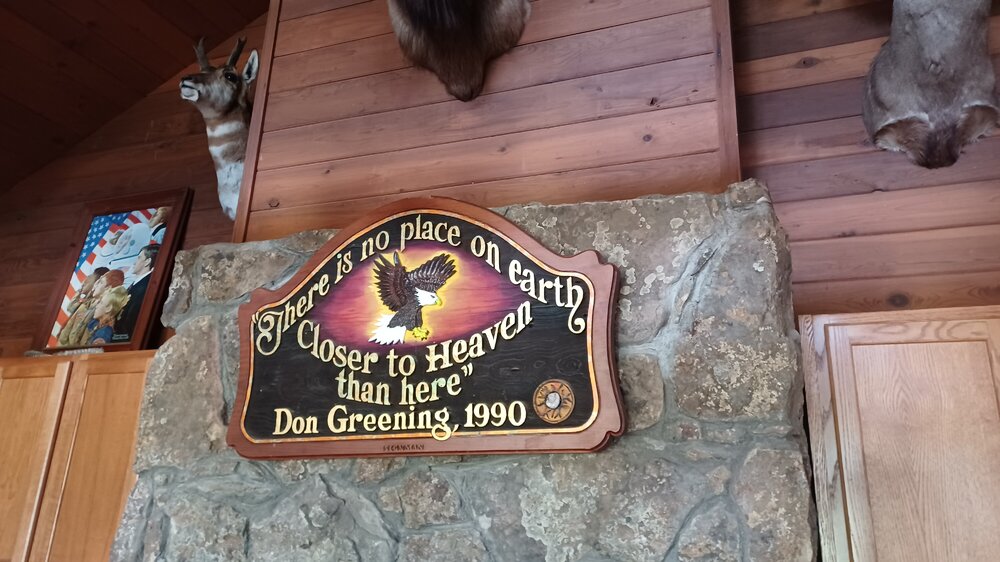 "There is no place on earth
Closer to Heaven
than here"
Don Greening, 1990